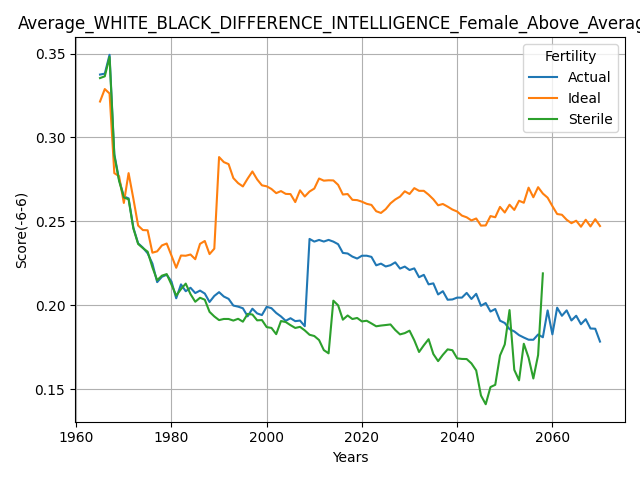 Average_WHITE_BLACK_DIFFERENCE_INTELLIGENCE_Female_Above_Averag
Fertility
Actual
Ideal
Sterile
Score(-6-6)
0.35
0.30
0.25
0.20
0.15
1960 1980 2000 2020 2040 2060
Years